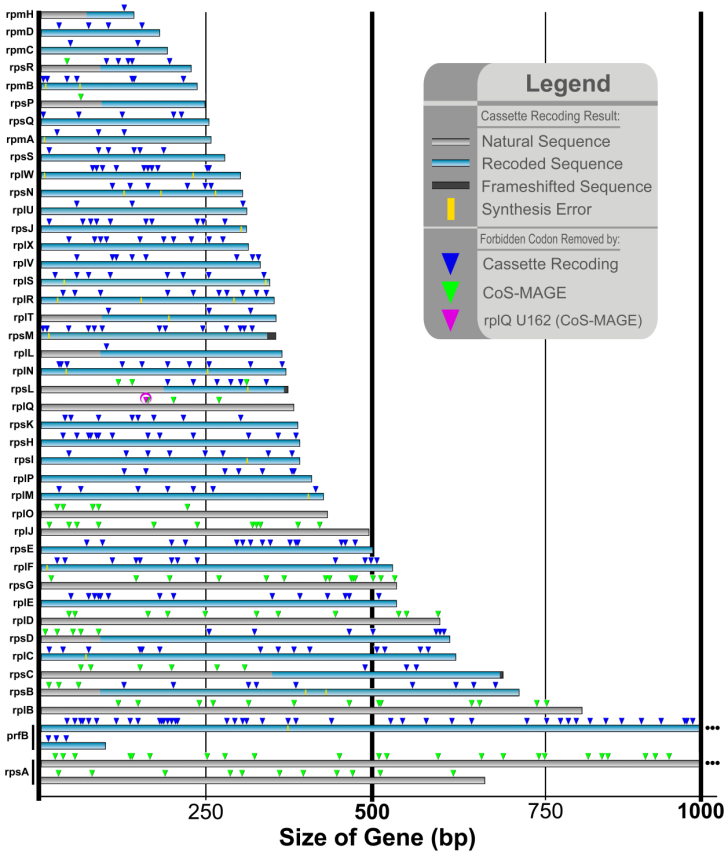 rpmH
rpmD
rpmC
rpsR
rpmB
rpsP
rpsQ
rpmA
rpsS
rplW
rpsN
rplU
rpsJ
rplX
rplV
rplS
rplR
rplT
rpsM
rplL
rplN
rpsL
rplQ
rpsK
rpsH
rpsI
rplP
rplM
rplO
rplJ
rpsE
rplF
rpsG
rplE
rplD
rpsD
rplC
rpsC
rpsB
rplB
prfB
rpsA
Legend
Cassette Recoding Result:
Natural Sequence
Recoded Sequence
Frameshifted Sequence
Synthesis Error
Forbidden Codon Removed by:
Cassette Recoding
CoS-MAGE
rplQ U162 (CoS-MAGE)
250
500
750
1000
Size of Gene (bp)